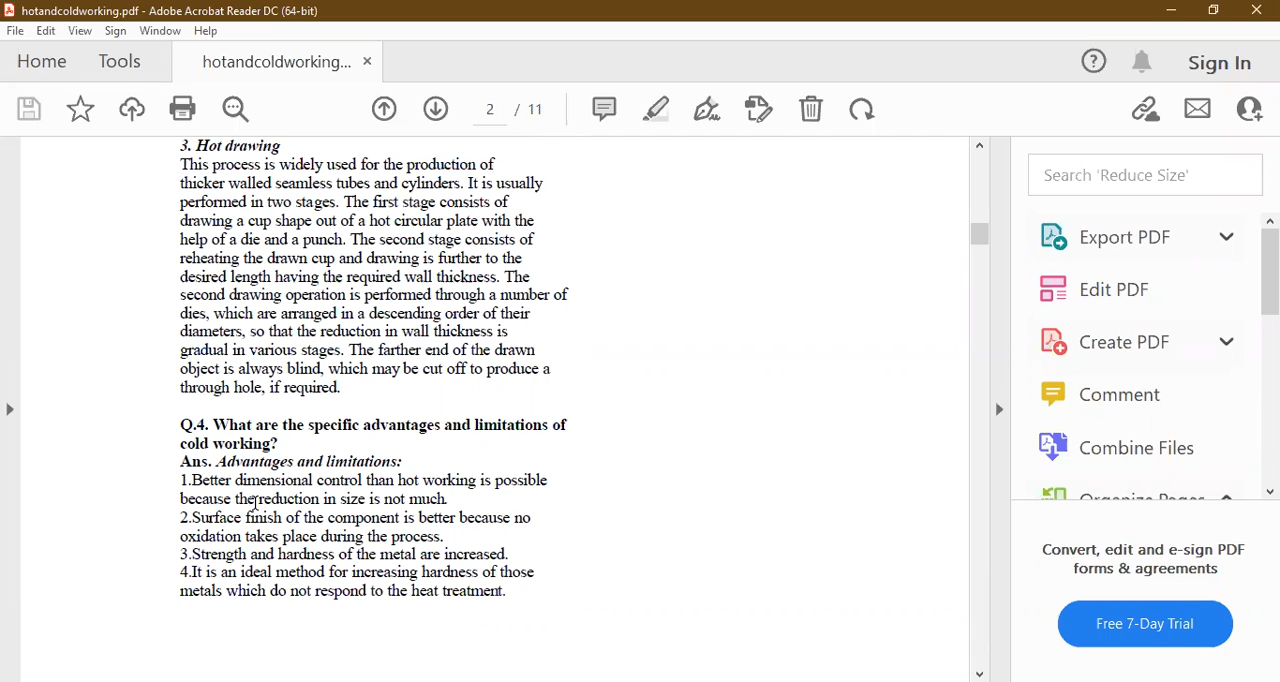 hotandcoldworking.pdf - Adobe Acrobat Reader DC (64-bit)
File Edit View Sign Window Help
Home Tools hotandcoldworking... × Sign In
2 / 11
3. Hot drawing
This process is widely used for the production of
thicker walled seamless tubes and cylinders. It is usually
performed in two stages. The first stage consists of
drawing a cup shape out of a hot circular plate with the
help of a die and a punch. The second stage consists of
reheating the drawn cup and drawing is further to the
desired length having the required wall thickness. The
second drawing operation is performed through a number of
dies, which are arranged in a descending order of their
diameters, so that the reduction in wall thickness is
gradual in various stages. The farther end of the drawn
object is always blind, which may be cut off to produce a
through hole, if required.
Q.4. What are the specific advantages and limitations of
cold working?
Ans. Advantages and limitations:
1.Better dimensional control than hot working is possible
because the reduction in size is not much.
2.Surface finish of the component is better because no
oxidation takes place during the process.
3.Strength and hardness of the metal are increased.
4.It is an ideal method for increasing hardness of those
metals which do not respond to the heat treatment.
Search 'Reduce Size'
Export PDF
Edit PDF
Create PDF
Comment
Combine Files
Organize Pages
Convert, edit and e-sign PDF
forms & agreements
Free 7-Day Trial